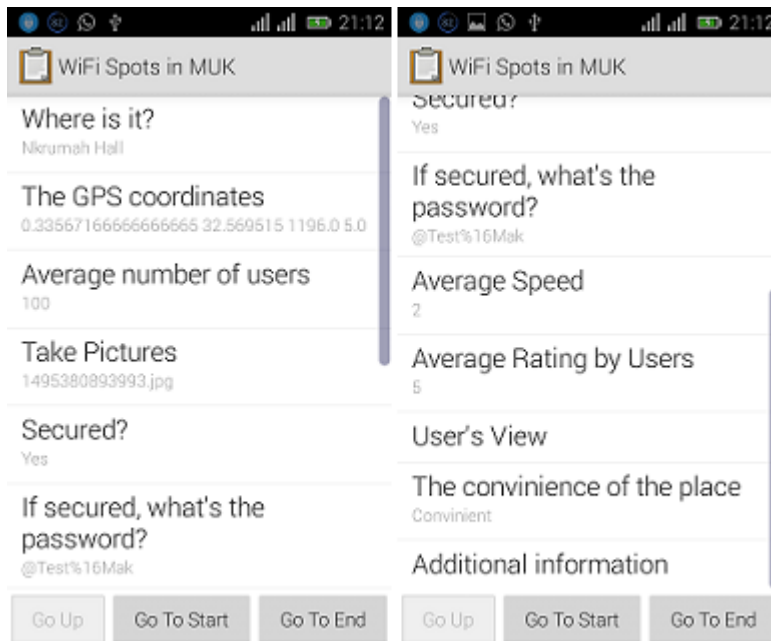 21:12
WiFi Spots in MUK
Where is it?
Nkrumah Hall
The GPS coordinates
0.33567166666666665 32.569515 1196.0 5.0
Average number of users
100
Take Pictures
1495380893993.jpg
Secured?
Yes
If secured, what's the
password?
@Test%16Mak
Go Up
Go To Start
Go To End
21:12
WiFi Spots in MUK
Secured?
Yes
If secured, what's the
password?
@Test%16Mak
Average Speed
2
Average Rating by Users
5
User's View
The convinience of the place
Convinient
Additional information
Go Up
Go To Start
Go To End